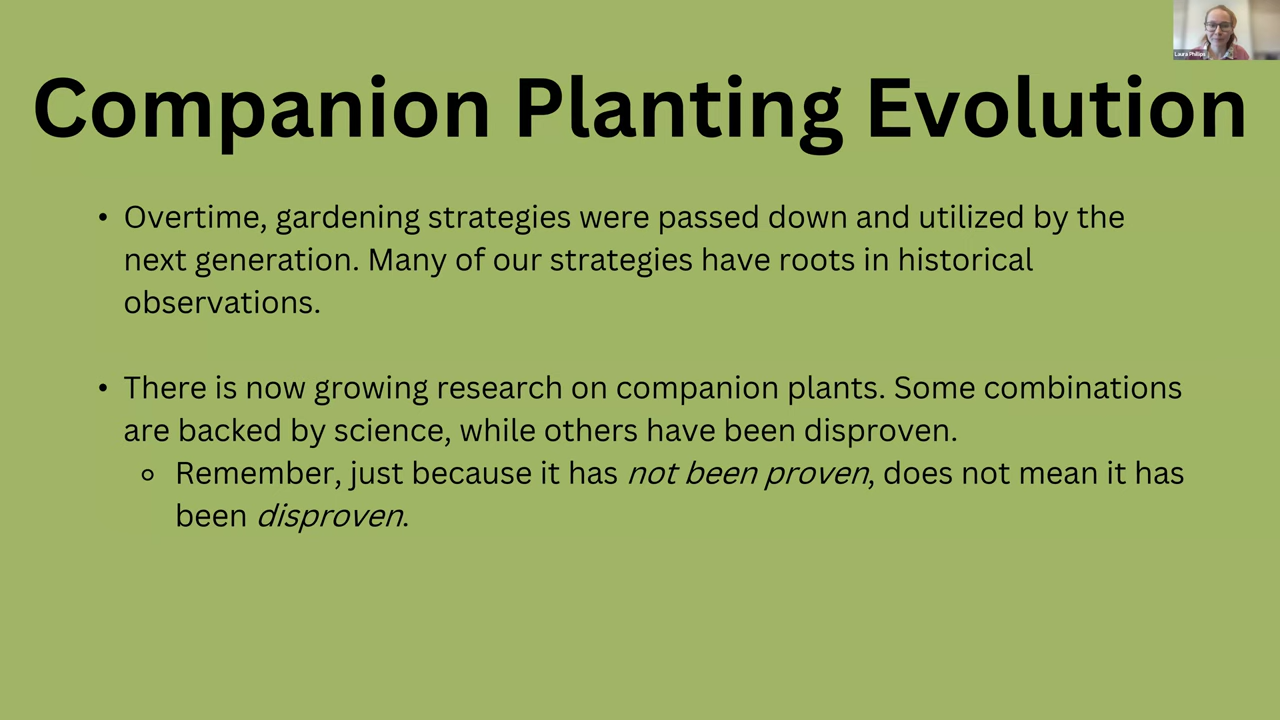 Laura Phillips
Companion Planting Evolution
• Overtime, gardening strategies were passed down and utilized by the
next generation. Many of our strategies have roots in historical
observations.
• There is now growing research on companion plants. Some combinations
are backed by science, while others have been disproven.
◦ Remember, just because it has not been proven, does not mean it has
been disproven.